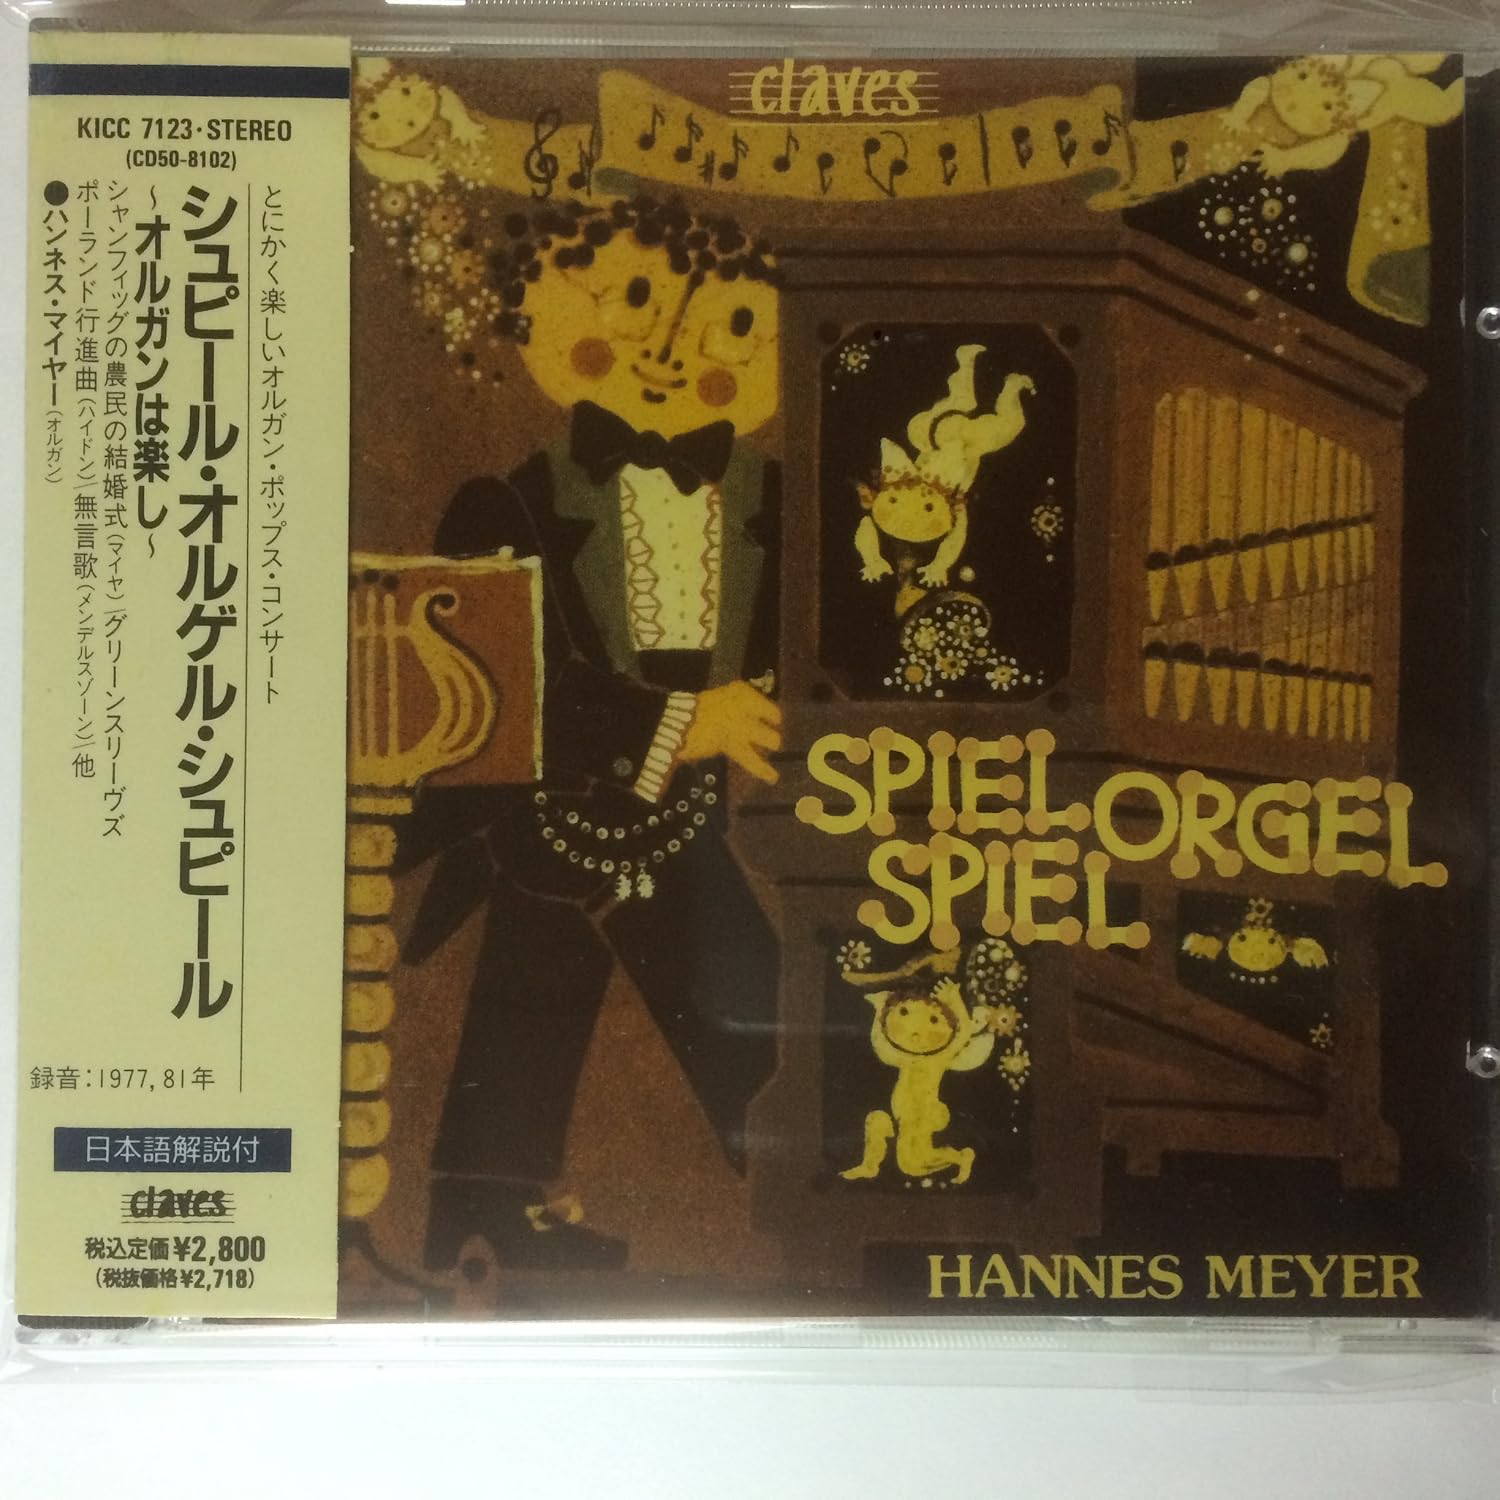 KICC 7123・STEREO
(CD50-8102)
とにかく楽しいオルガン・ポップス・コンサート
シュピール・オルゲル・シュピール
~オルガンは楽し~
シャンフィッグの農民の結婚式(マイヤ)/グリーンスリーヴズ
ポーランド行進曲(ハイドン)/無言歌(メンデルスゾーン)/他
●ハンネス・マイヤー(オルガン)
録音:1977, 81年
日本語解説付
claves
税込定価¥2,800
(税抜価格¥2,718)
claves
SPIEL ORGEL
SPIEL
HANNES MEYER